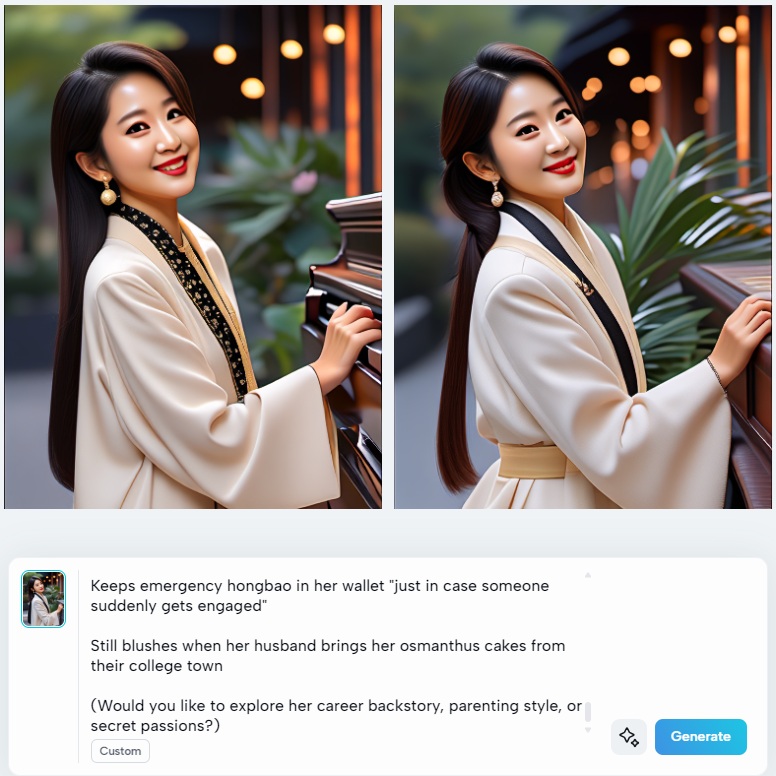 Keeps emergency hongbao in her wallet "just in case someone
suddenly gets engaged"
Still blushes when her husband brings her osmanthus cakes from
their college town
(Would you like to explore her career backstory, parenting style, or
secret passions?)
Custom
Generate